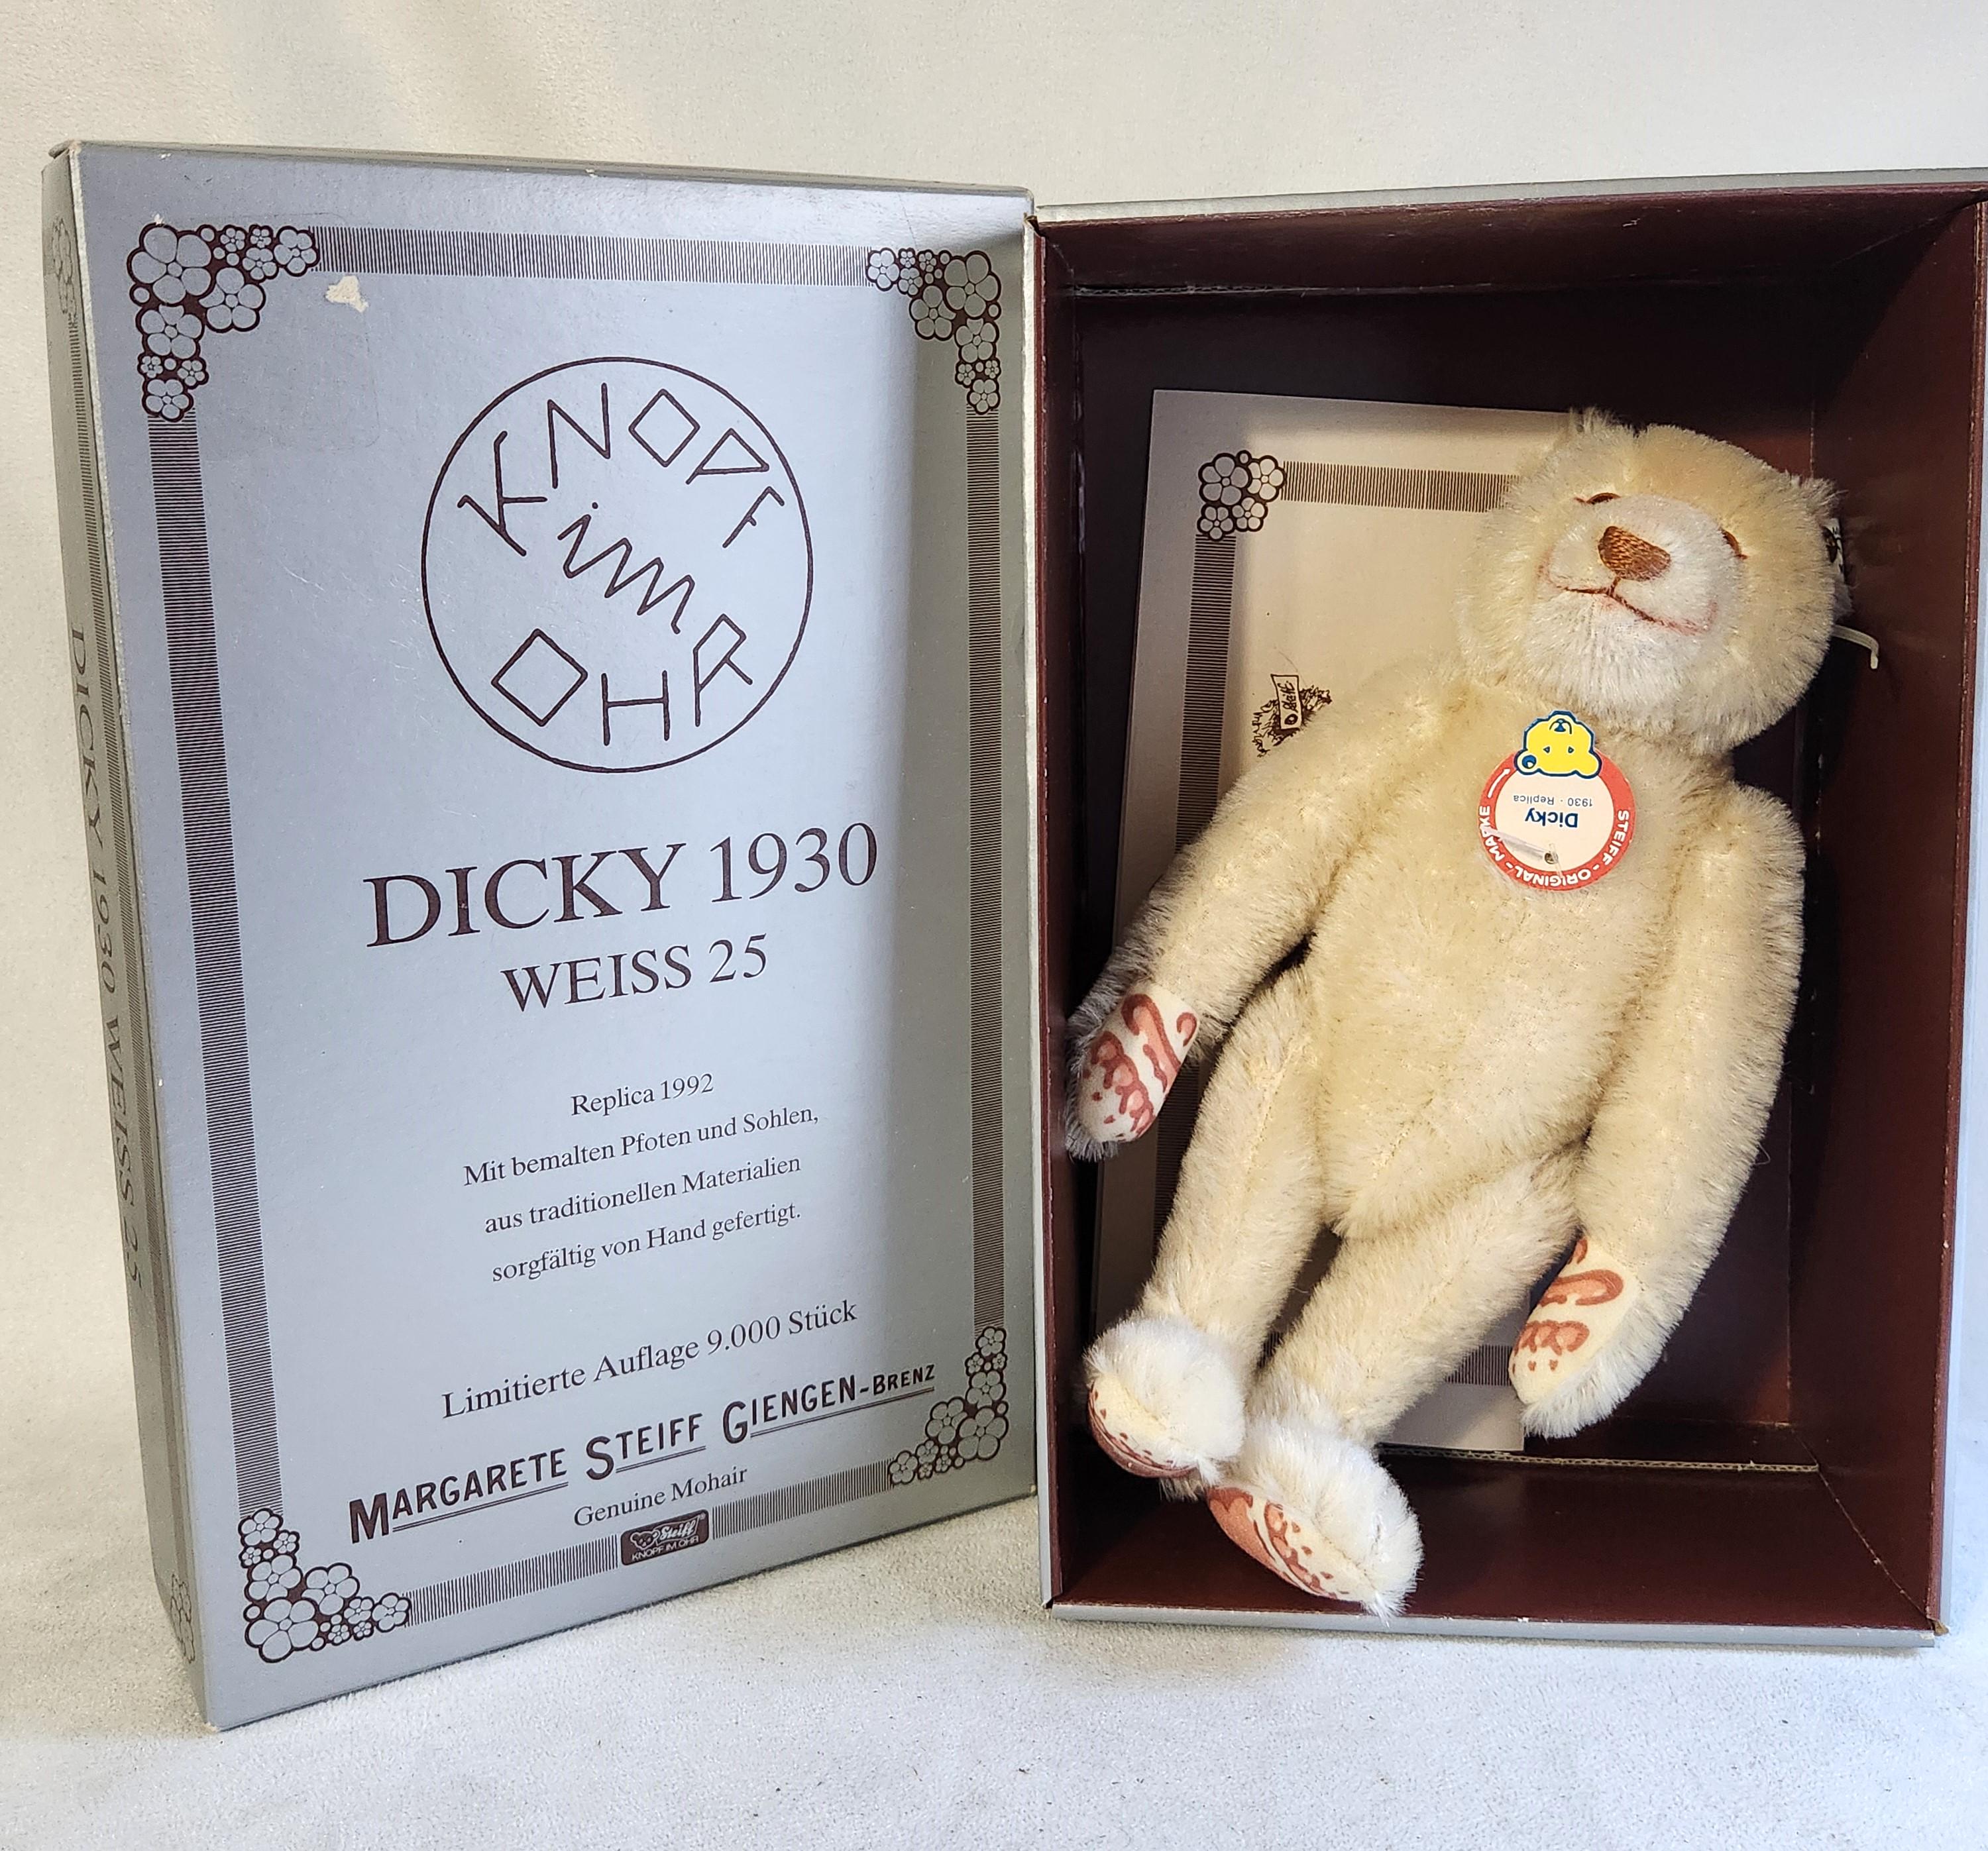 KNOPF
im
OHR
DICKY 1930
WEISS 25
Replica 1992
Mit bemalten Pfoten und Sohlen,
aus traditionellen Materialien
sorgfältig von Hand gefertigt.
Limitierte Auflage 9.000 Stück
MARGARETE STEIFF GIENGEN-BRENZ
Genuine Mohair
Steiff
KNOPF IM OHR
DICKY 1930 WEISS 25
Steiff
STEIFF - ORIGINAL - MARKE
Dicky
1930 - Replica